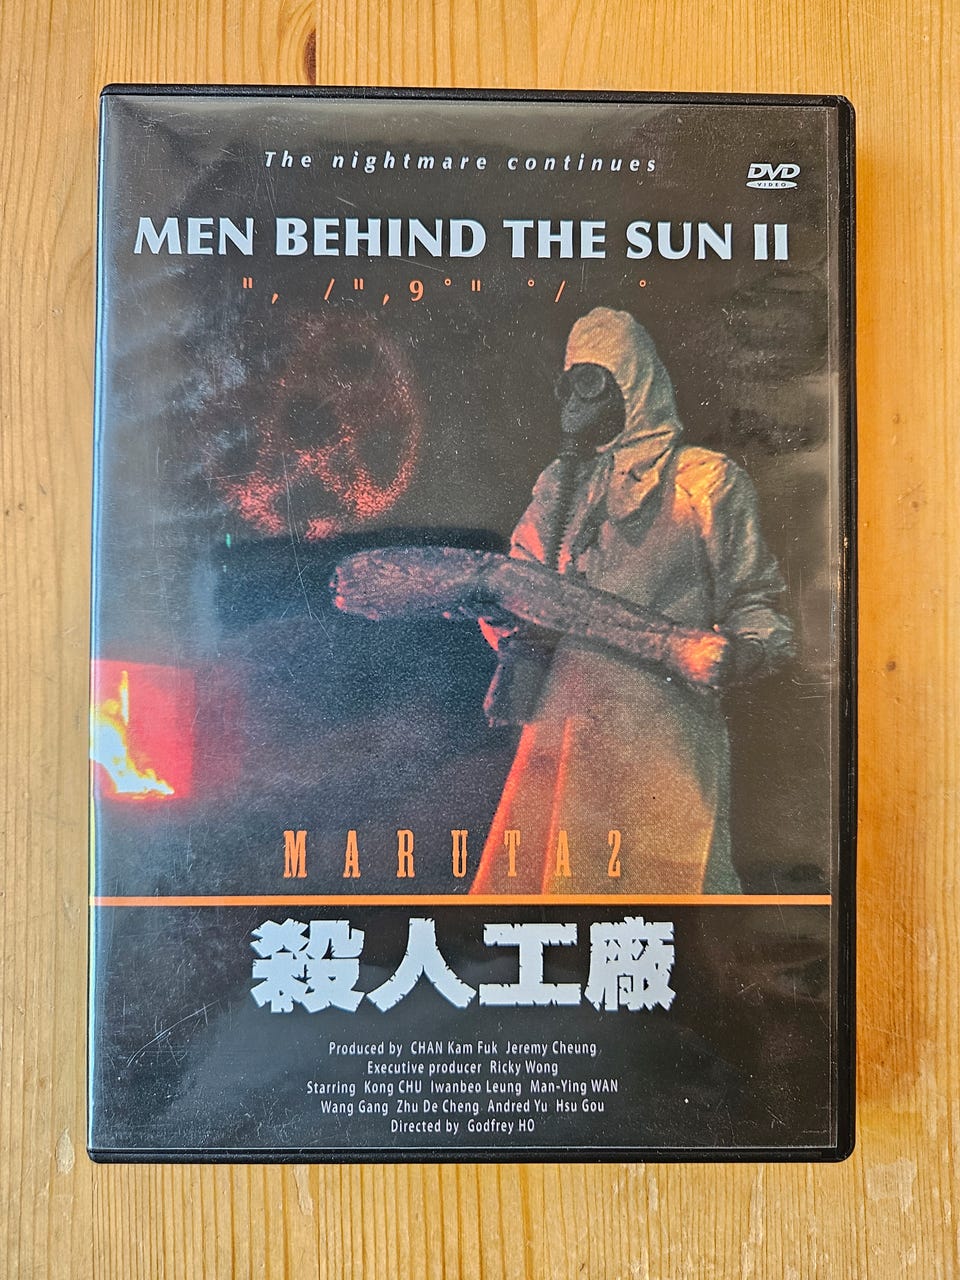 The nightmare continues
DVD
VIDEO
MEN BEHIND THE SUN II
", /",9°" °/ °
MARUTA2
殺人工廠
Produced by CHAN Kam Fuk Jeremy Cheung
Executive producer Ricky Wong
Starring Kong CHU Iwanbeo Leung Man-Ying WAN
Wang Gang Zhu De Cheng Andred Yu Hsu Gou
Directed by Godfrey HO